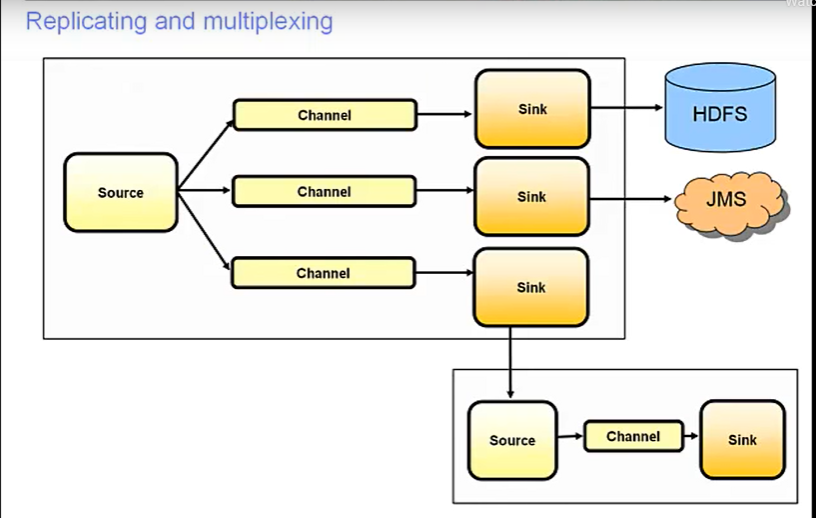 Replicating and multiplexing
Channel
Sink
HDFS
Source
Channel
Sink
JMS
Channel
Sink
Source
Channel
Sink